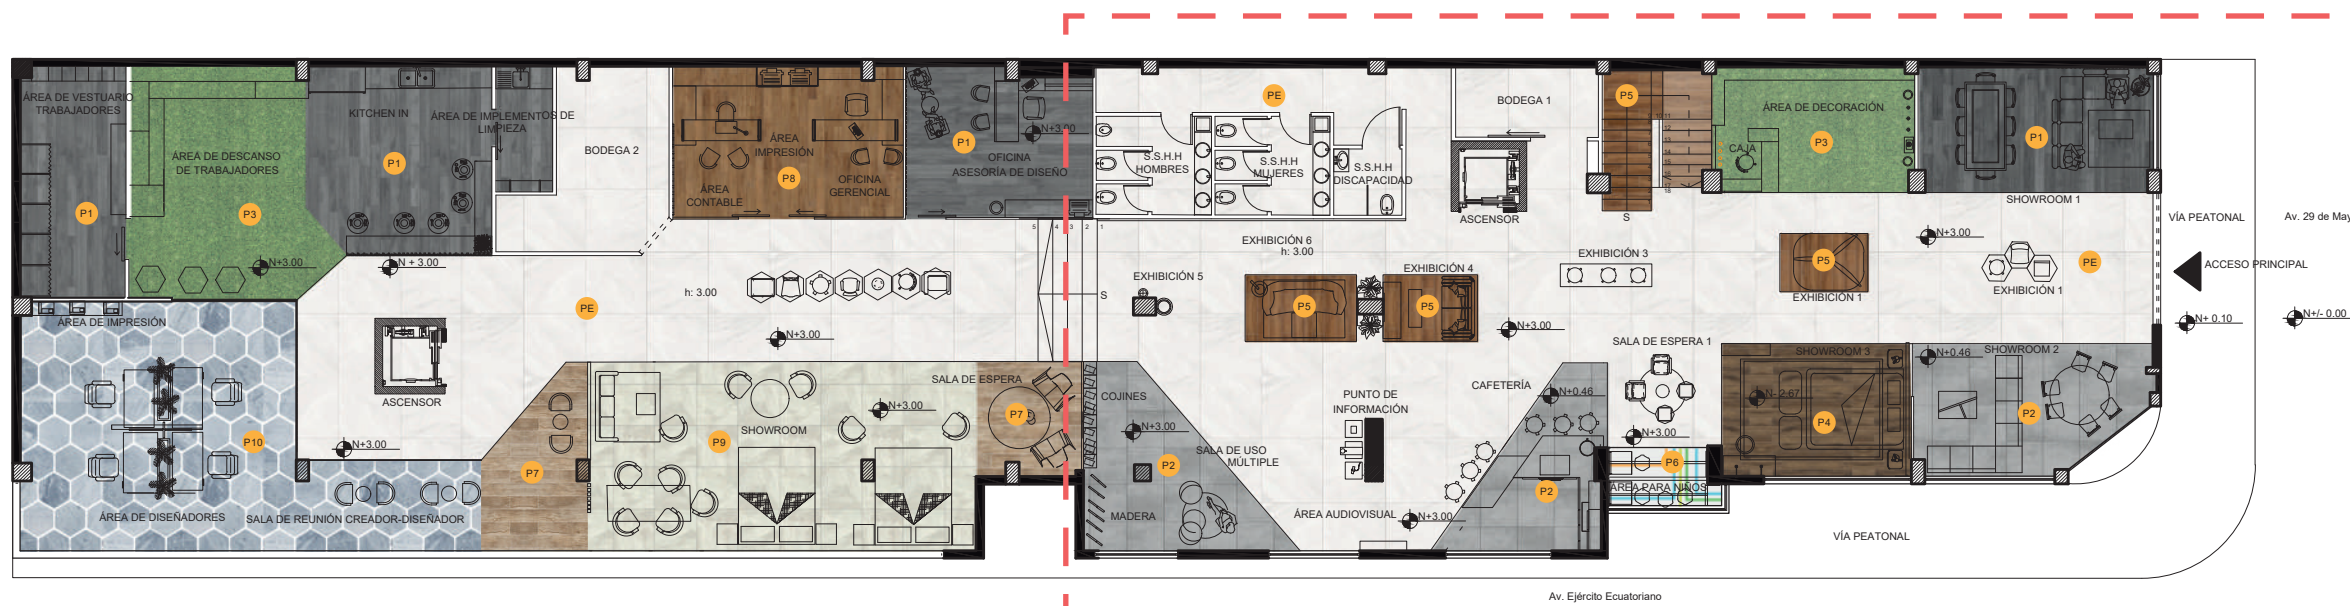 ÁREA DE VESTUARIO
TRABAJADORES
P1
ÁREA DE DESCANSO
DE TRABAJADORES
P3
N+3.00
KITCHEN IN
P1
N + 3.00
ÁREA DE IMPLEMENTOS DE
LIMPIEZA
BODEGA 2
ÁREA
IMPRESIÓN
P8
ÁREA
CONTABLE
OFICINA
GERENCIAL
P1
N+3.00
OFICINA
ASESORÍA DE DISEÑO
PE
S.S.H.H
HOMBRES
S.S.H.H
MUJERES
S.S.H.H
DISCAPACIDAD
BODEGA 1
ASCENSOR
P5
S
ÁREA DE DECORACIÓN
P3
CAJA
P1
SHOWROOM 1
VÍA PEATONAL
Av. 29 de May
ACCESO PRINCIPAL
N+ 0.10
N+/- 0.00
5 4 3 2 1
S
h: 3.00
PE
N+3.00
EXHIBICIÓN 6
h: 3.00
EXHIBICIÓN 5
P5
EXHIBICIÓN 4
P5
N+3.00
EXHIBICIÓN 3
P5
EXHIBICIÓN 1
N+3.00
EXHIBICIÓN 1
PE
ÁREA DE IMPRESIÓN
P10
ÁREA DE DISEÑADORES
ASCENSOR
N+3.00
SALA DE REUNIÓN CREADOR-DISEÑADOR
P7
P9
SHOWROOM
N+3.00
SALA DE ESPERA
P7
COJINES
N+3.00
P2
SALA DE USO
MÚLTIPLE
MADERA
PUNTO DE
INFORMACIÓN
ÁREA AUDIOVISUAL
N+3.00
CAFETERÍA
N+0.46
P2
SALA DE ESPERA 1
N+3.00
P6
ÁREA PARA NIÑOS
SHOWROOM 3
N- 2.67
P4
SHOWROOM 2
N+0.46
P2
VÍA PEATONAL
Av. Ejército Ecuatoriano